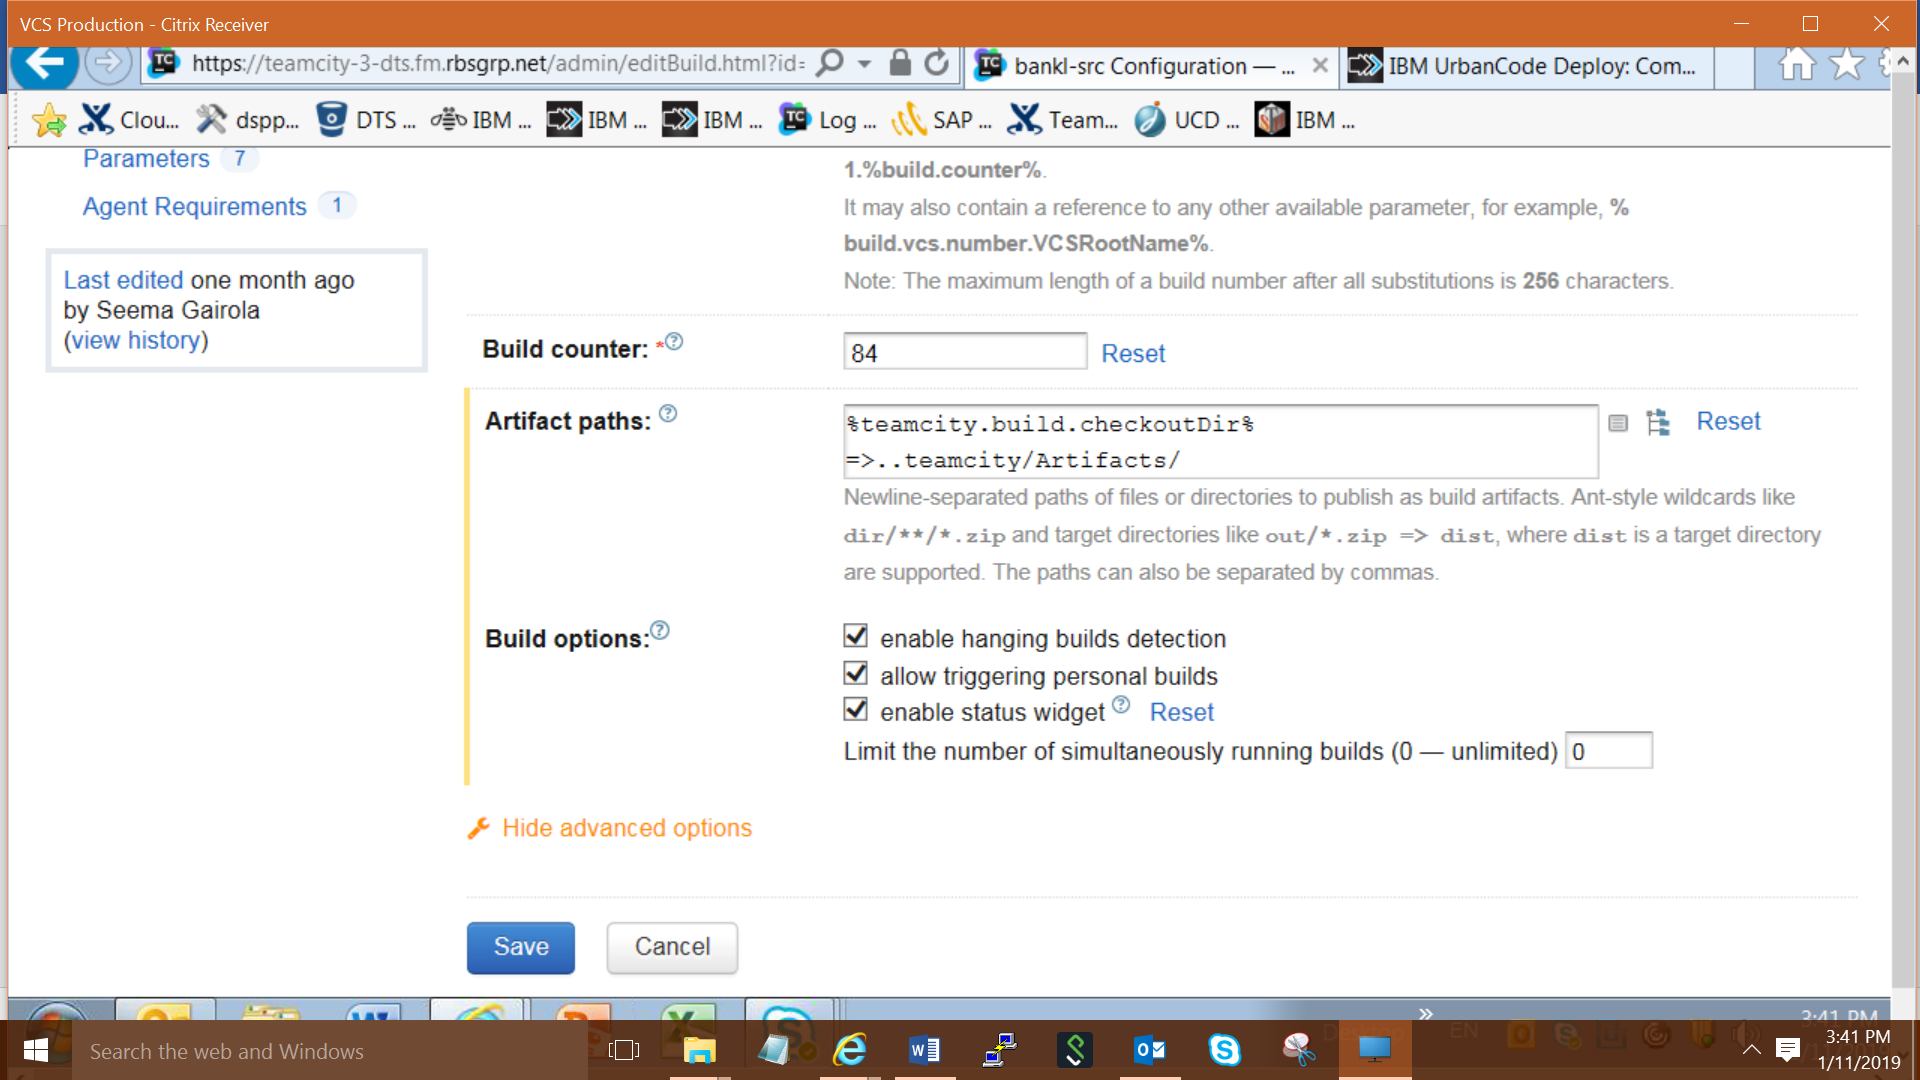 VCS Production - Citrix Receiver
https://teamcity-3-dts.fm.rbsgrp.net/admin/editBuild.html?id=
bankl-src Configuration — ...
IBM UrbanCode Deploy: Com...
Clou...
dspp...
DTS ...
IBM ...
IBM ...
IBM ...
Log ...
SAP ...
Team...
UCD ...
IBM ...
Parameters 7
Agent Requirements 1
Last edited one month ago
by Seema Gairola
(view history)
1.%build.counter%.
It may also contain a reference to any other available parameter, for example, %
build.vcs.number.VCSRootName%.
Note: The maximum length of a build number after all substitutions is 256 characters.
Build counter: * 84 Reset
Artifact paths: %teamcity.build.checkoutDir% Reset
=>..teamcity/Artifacts/
Newline-separated paths of files or directories to publish as build artifacts. Ant-style wildcards like
dir/**/*.zip and target directories like out/*.zip => dist, where dist is a target directory
are supported. The paths can also be separated by commas.
Build options: enable hanging builds detection
allow triggering personal builds
enable status widget Reset
Limit the number of simultaneously running builds (0 — unlimited) 0
Hide advanced options
Save Cancel
3:41 PM
Search the web and Windows
Desktop
EN
3:41 PM
1/11/2019